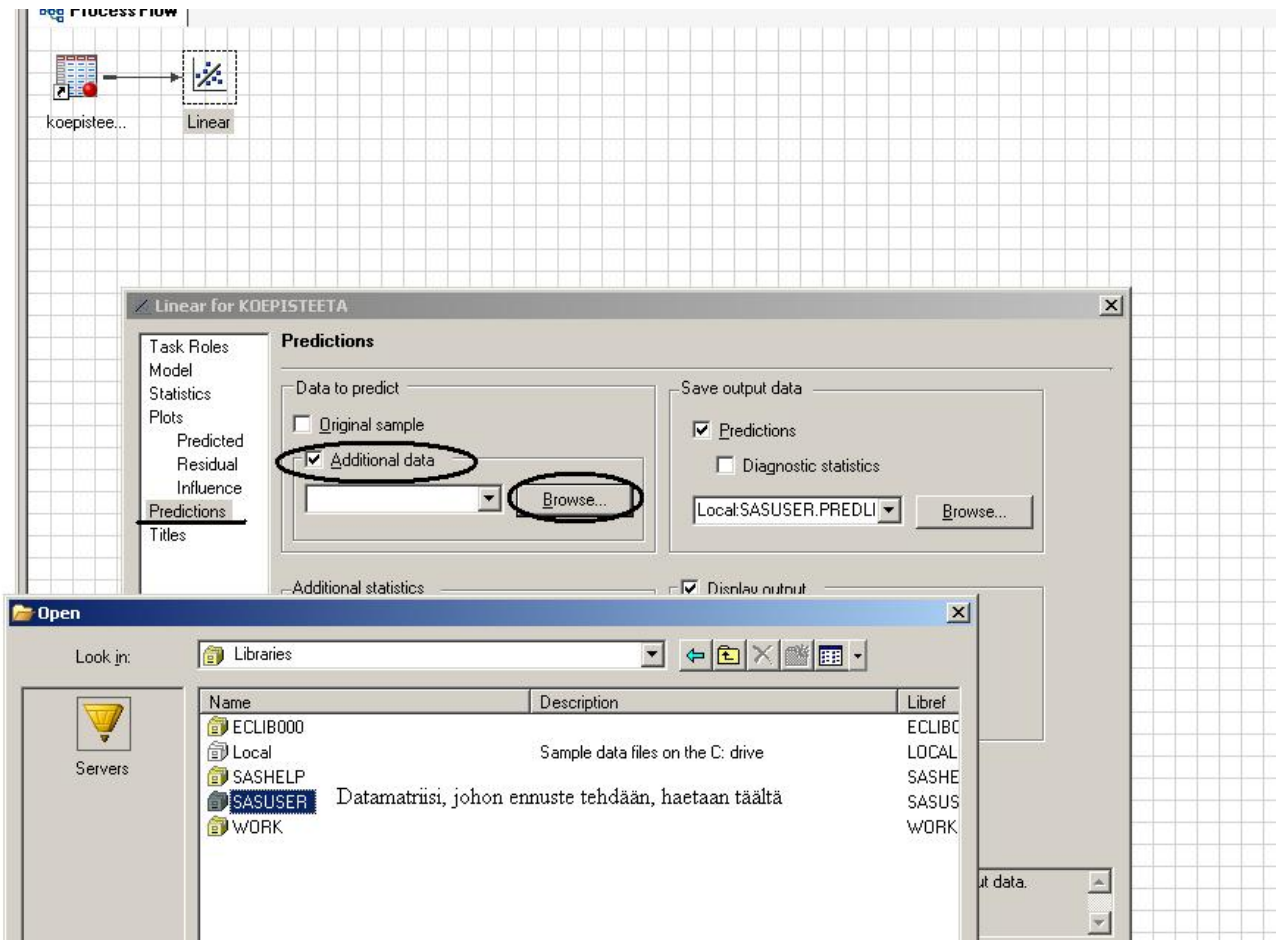 Process Flow
koepistee...
Linear
Linear for KOEPISTEETA
Task Roles
Model
Statistics
Plots
Predicted
Residual
Influence
Predictions
Titles
Predictions
Data to predict
Original sample
Additional data
Browse...
Save output data
Predictions
Diagnostic statistics
Local:SASUSER.PREDLI
Browse...
Additional statistics
Display output
ut data.
Open
Look in:
Libraries
Servers
Name Description Libref
ECLIB000 ECLIBC
Local Sample data files on the C: drive LOCAL
SASHELP SASHE
SASUSER Datamatriisi, johon ennuste tehdään, haetaan täältä SASUS
WORK WORK